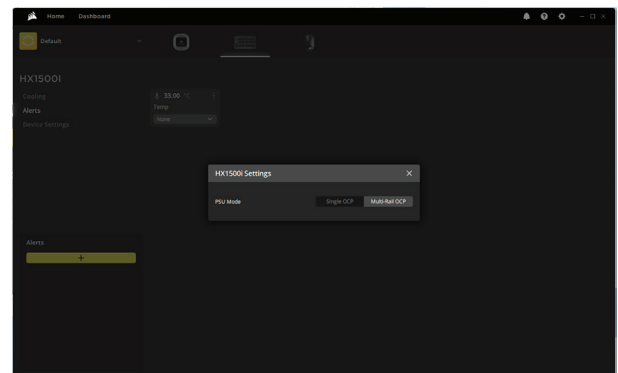 Home Dashboard
Default
HX1500I
Cooling
Alerts
Device Settings
33.00 °C
Temp
None
HX1500i Settings
PSU Mode
Single OCP
Multi-Rail OCP
Alerts
+